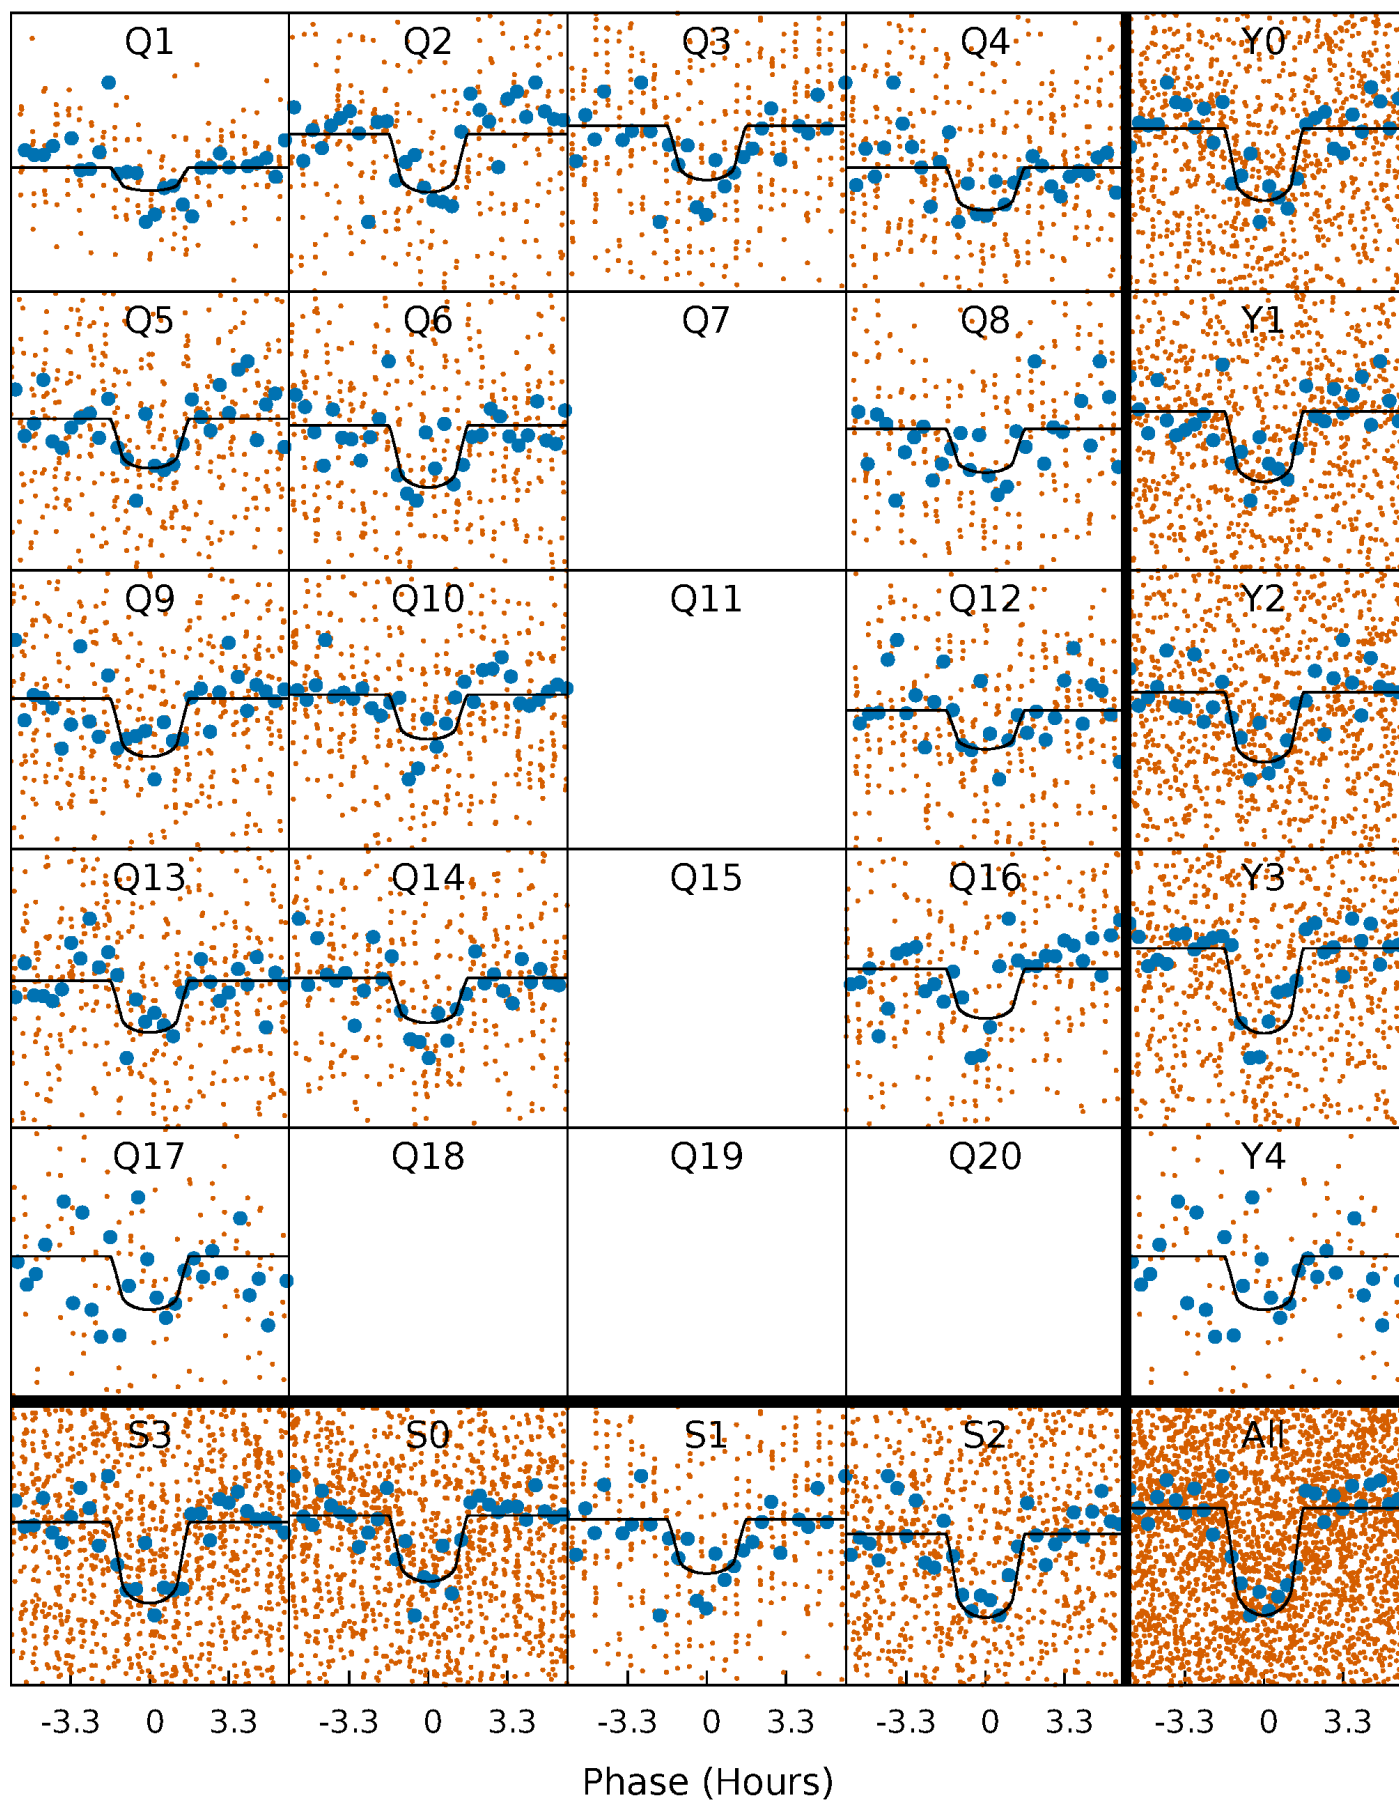 Q1 Q2 Q3 Q4 Y0
Q5 Q6 Q7 Q8 Y1
Q9 Q10 Q11 Q12 Y2
Q13 Q14 Q15 Q16 Y3
Q17 Q18 Q19 Q20 Y4
S3 S0 S1 S2 All
-3.3 0 3.3 -3.3 0 3.3 -3.3 0 3.3 -3.3 0 3.3 -3.3 0 3.3
Phase (Hours)